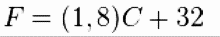 F = (1,8)C + 32